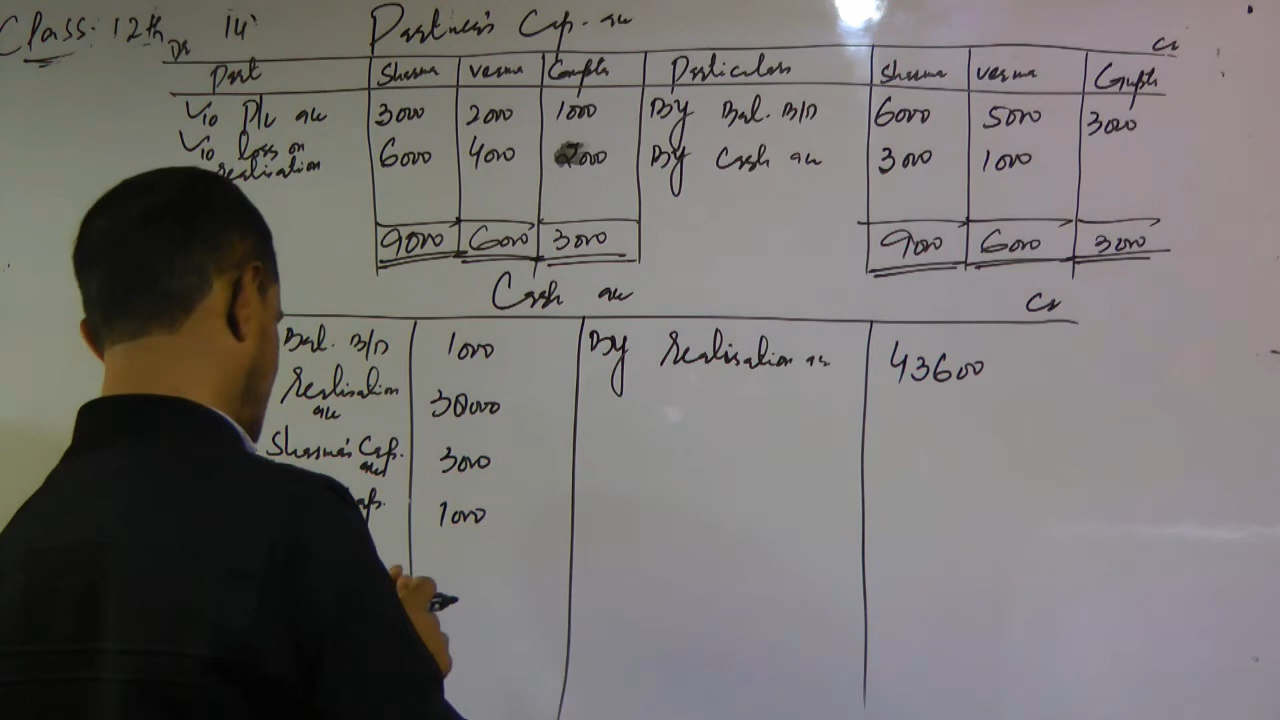 Class. 12th 14 Partner's Cap. a/c
Dr Cr
Part Sharma Verma Gupta Particulars Sharma Verma Gupta
To P/L a/c 3000 2000 1000 By Bal. B/D 6000 5000 3000
To loss on realisation 6000 4000 2000 By Cash a/c 3000 1000
9000 6000 3000 9000 6000 3000
Cash a/c Cr
Bal. B/D 1000 By Realisation a/c 43600
Realisation a/c 30000
Sharma's Cap. a/c 3000
Cap. 1000